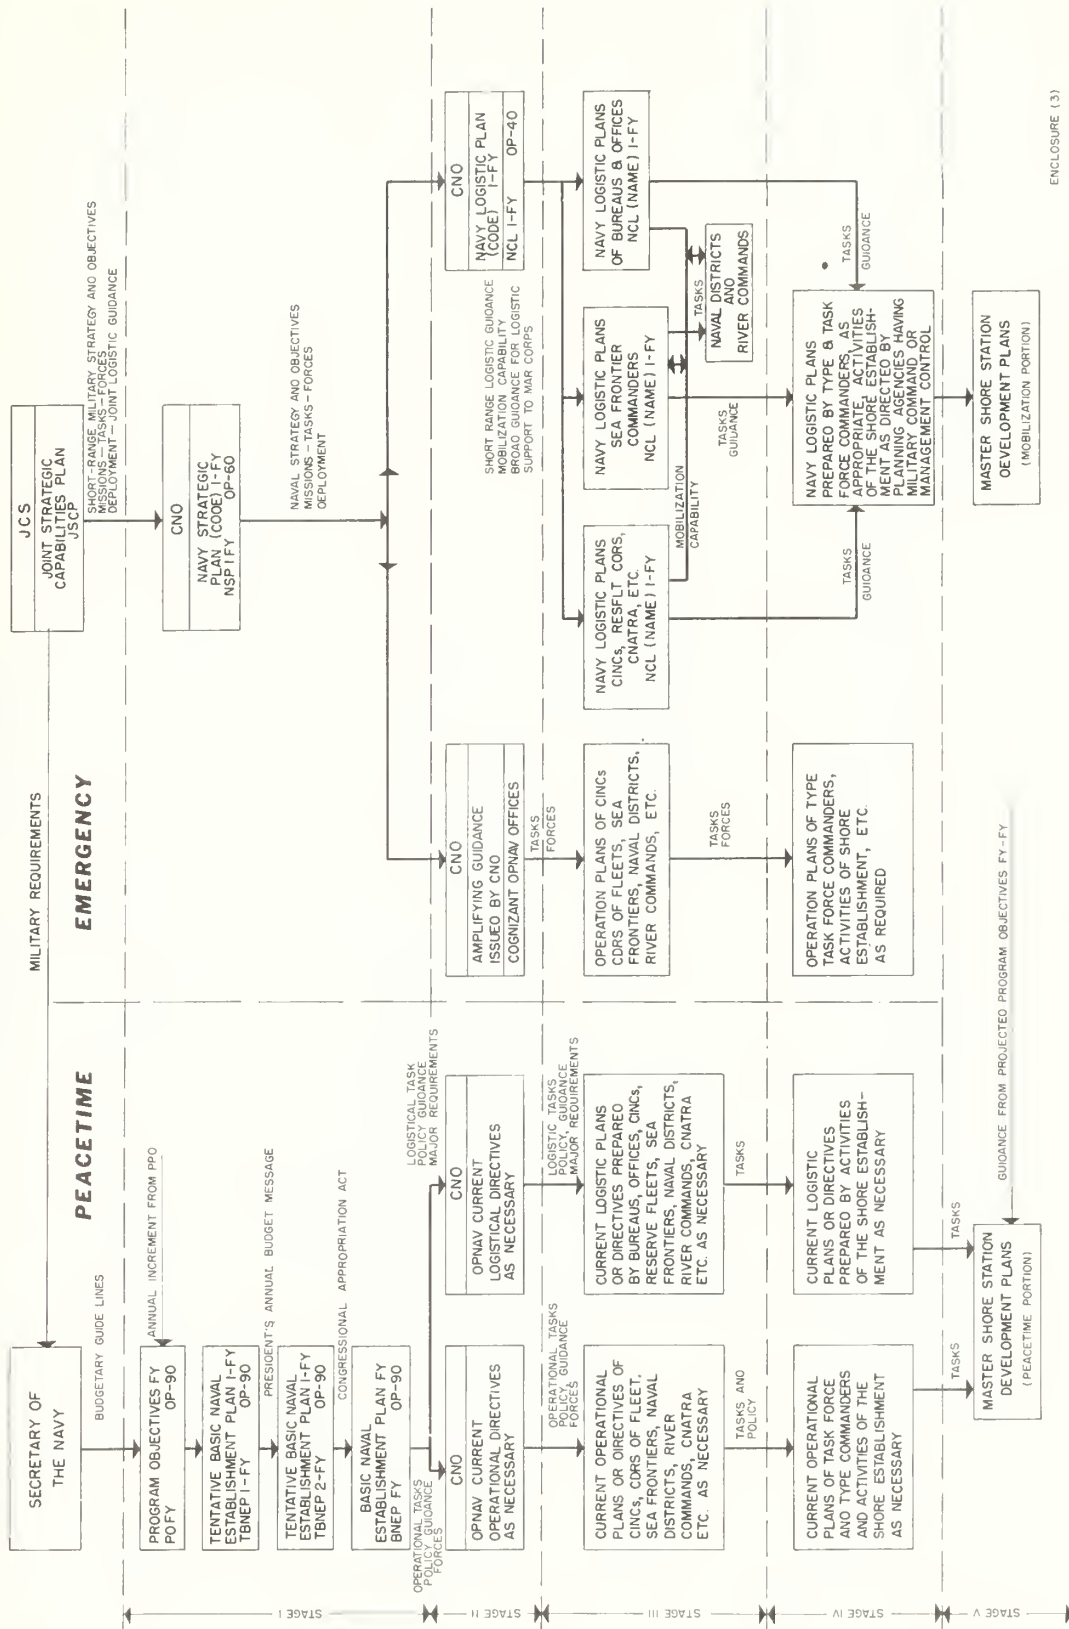 PEACETIME
EMERGENCY
MILITARY REQUIREMENTS
SECRETARY OF
THE NAVY
BUDGETARY GUIDE LINES
JCS
JOINT STRATEGIC
CAPABILITIES PLAN
JSCP
SHORT-RANGE MILITARY STRATEGY AND OBJECTIVES
MISSIONS-TASKS-FORCES
DEPLOYMENT-JOINT LOGISTIC GUIDANCE
STAGE I
PROGRAM OBJECTIVES FY
POFY OP-90
ANNUAL INCREMENT FROM PPO
TENTATIVE BASIC NAVAL
ESTABLISHMENT PLAN I-FY
TBNEP I-FY OP-90
PRESIDENT'S ANNUAL BUDGET MESSAGE
TENTATIVE BASIC NAVAL
ESTABLISHMENT PLAN I-FY
TBNEP 2-FY OP-90
CONGRESSIONAL APPROPRIATION ACT
BASIC NAVAL
ESTABLISHMENT PLAN FY
BNEP FY OP-90
OPERATIONAL TASKS
POLICY GUIDANCE
FORCES
LOGISTICAL TASK
POLICY GUIDANCE
MAJOR REQUIREMENTS
CNO
NAVY STRATEGIC
PLAN (CODE) I-FY
NSP I FY OP-60
NAVAL STRATEGY AND OBJECTIVES
MISSIONS-TASKS-FORCES
DEPLOYMENT
STAGE II
CNO
OPNAV CURRENT
OPERATIONAL DIRECTIVES
AS NECESSARY
OPERATIONAL TASKS
POLICY, GUIDANCE
FORCES
CNO
OPNAV CURRENT
LOGISTICAL DIRECTIVES
AS NECESSARY
LOGISTIC TASKS
POLICY, GUIDANCE
MAJOR REQUIREMENTS
CNO
AMPLIFYING GUIDANCE
ISSUED BY CNO
COGNIZANT OPNAV OFFICES
TASKS
FORCES
CNO
NAVY LOGISTIC PLAN
(CODE) I-FY
NCL I-FY OP-40
SHORT RANGE LOGISTIC GUIDANCE
MOBILIZATION CAPABILITY
BROAD GUIDANCE FOR LOGISTIC
SUPPORT TO MAR CORPS
STAGE III
CURRENT OPERATIONAL
PLANS OR DIRECTIVES OF
CINCs, CDRS OF FLEET,
SEA FRONTIERS, NAVAL
DISTRICTS, RIVER
COMMANDS, CNATRA
ETC. AS NECESSARY
TASKS AND
POLICY
CURRENT LOGISTIC PLANS
OR DIRECTIVES PREPARED
BY BUREAUS, OFFICES, CINCs,
RESERVE FLEETS, SEA
FRONTIERS, NAVAL DISTRICTS,
RIVER COMMANDS, CNATRA
ETC. AS NECESSARY
TASKS
OPERATION PLANS OF CINCs
CDRS OF FLEETS, SEA
FRONTIERS, NAVAL DISTRICTS,
RIVER COMMANDS, ETC.
TASKS
FORCES
NAVY LOGISTIC PLANS
CINCs, RESFLT CORS,
CNATRA, ETC.
NCL (NAME) I-FY
MOBILIZATION
CAPABILITY
TASKS
GUIDANCE
NAVY LOGISTIC PLANS
SEA FRONTIER
COMMANDERS
NCL (NAME) I-FY
TASKS
GUIDANCE
TASKS
NAVY LOGISTIC PLANS
OF BUREAUS & OFFICES
NCL (NAME) I-FY
NAVAL DISTRICTS
AND
RIVER COMMANDS
TASKS
GUIDANCE
STAGE IV
CURRENT OPERATIONAL
PLANS OF TASK FORCE
AND TYPE COMMANDERS
AND ACTIVITIES OF THE
SHORE ESTABLISHMENT
AS NECESSARY
TASKS
CURRENT LOGISTIC
PLANS OR DIRECTIVES
PREPARED BY ACTIVITIES
OF THE SHORE ESTABLISH-
MENT AS NECESSARY
TASKS
OPERATION PLANS OF TYPE
TASK FORCE COMMANDERS,
ACTIVITIES OF SHORE
ESTABLISHMENT, ETC.
AS REQUIRED
NAVY LOGISTIC PLANS
PREPARED BY TYPE & TASK
FORCE COMMANDERS, AS
APPROPRIATE, ACTIVITIES
OF THE SHORE ESTABLISH-
MENT AS DIRECTED BY
PLANNING AGENCIES HAVING
MILITARY COMMAND OR
MANAGEMENT CONTROL
STAGE V
MASTER SHORE STATION
DEVELOPMENT PLANS
(PEACETIME PORTION)
GUIDANCE FROM PROJECTED PROGRAM OBJECTIVES FY-FY
MASTER SHORE STATION
DEVELOPMENT PLANS
(MOBILIZATION PORTION)
ENCLOSURE (3)